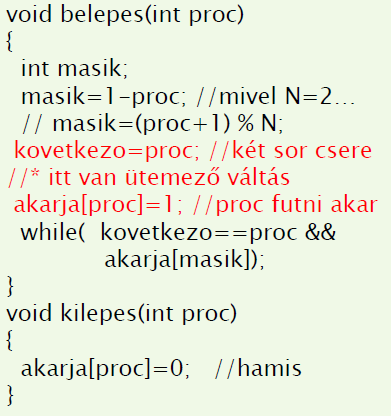 void belepes(int proc)
{
int masik;
masik=1-proc; //mivel N=2...
// masik=(proc+1) % N;
kovetkezo=proc; //két sor csere
//* itt van ütemező váltás
akarja[proc]=1; //proc futni akar
while( kovetkezo==proc &&
akarja[masik]);
}
void kilepes(int proc)
{
akarja[proc]=0; //hamis
}